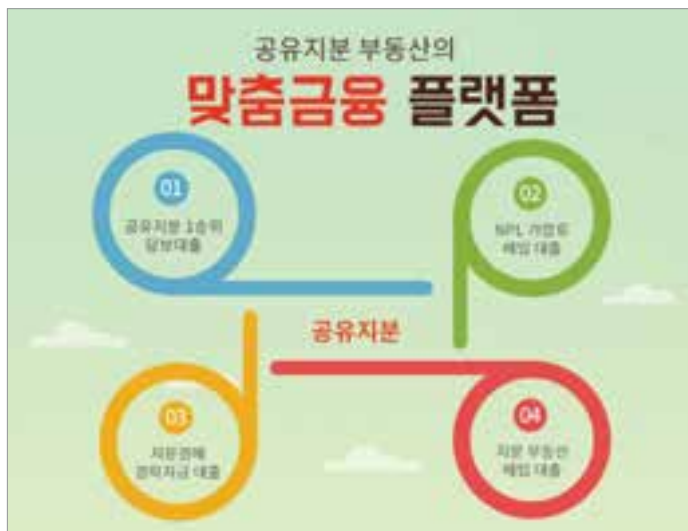 공유지분 부동산의
맞춤금융 플랫폼
01
공유지분 1순위
담보대출
02
NPL
매입 대출
공유지분
03
지분경매
경락자금 대출
04
지분 부동산
매입 대출